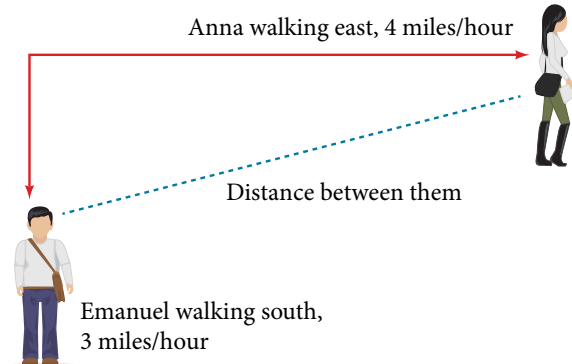 Anna walking east, 4 miles/hour
Distance between them
Emanuel walking south,
3 miles/hour